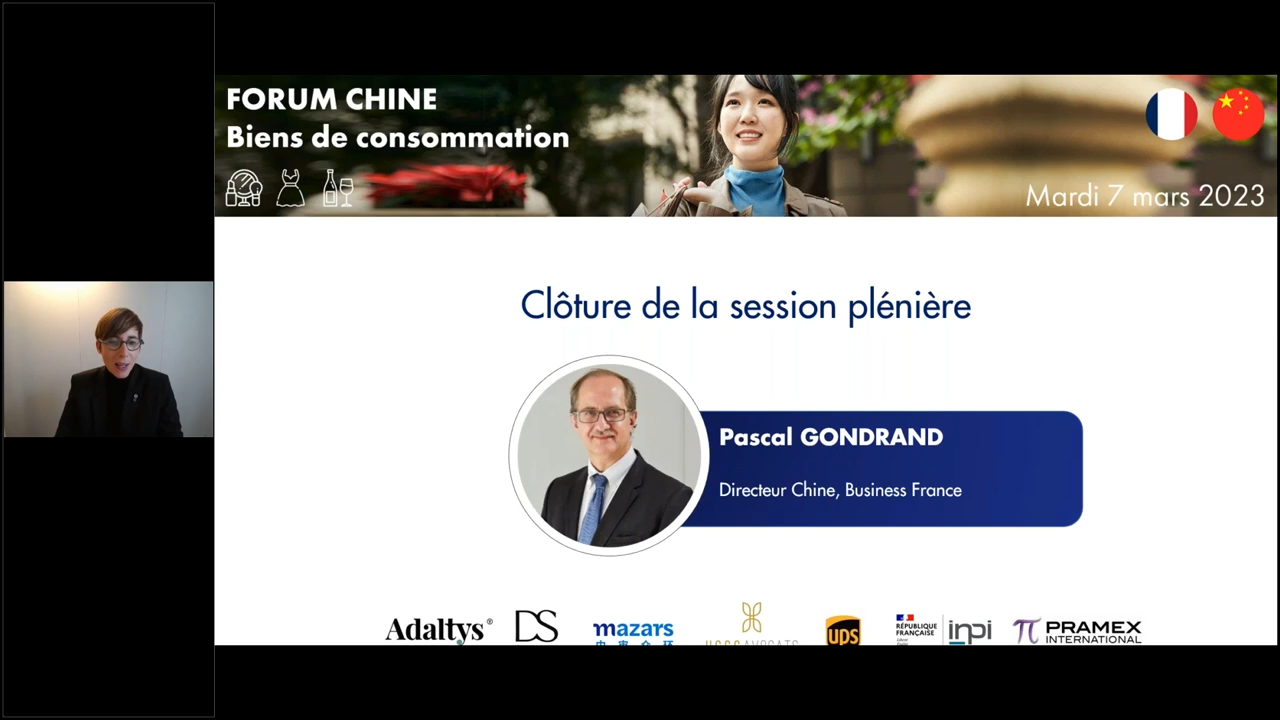 FORUM CHINE
Biens de consommation
Mardi 7 mars 2023
Clôture de la session plénière
Pascal GONDRAND
Directeur Chine, Business France
Adaltys®
DS
mazars
UPS
RÉPUBLIQUE
FRANÇAISE
inpi
PRAMEX
INTERNATIONAL